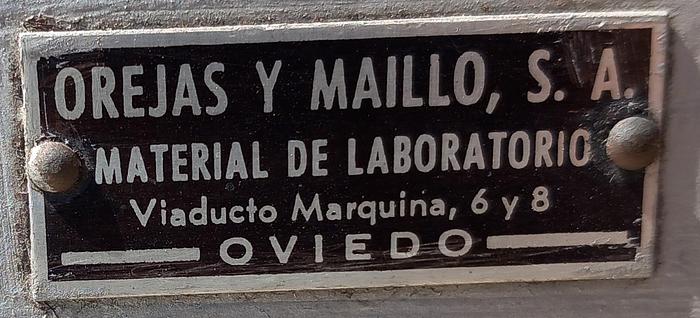 OREJAS Y MAILLO, S. A.
MATERIAL DE LABORATORIO
Viaducto Marquina, 6 y 8
OVIEDO